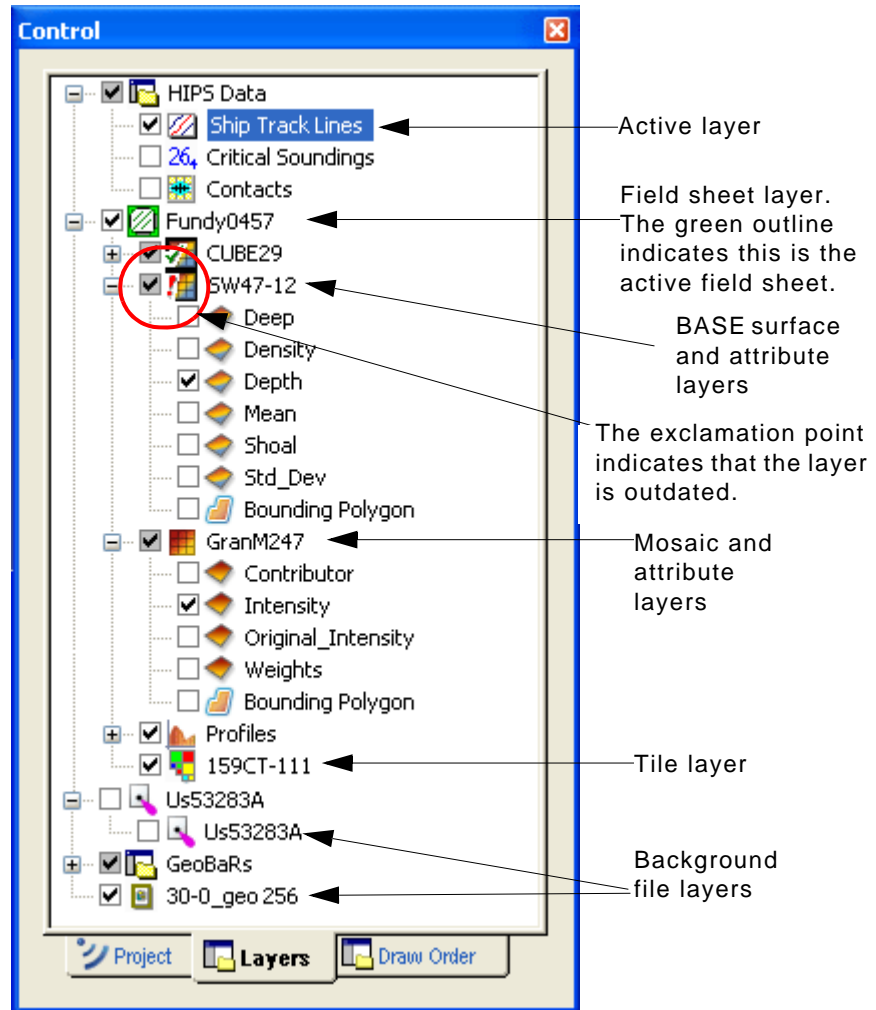 Control
HIPS Data
Ship Track Lines
Active layer
26₄ Critical Soundings
Contacts
Field sheet layer.
The green outline
indicates this is the
active field sheet.
Fundy0457
CUBE29
SW47-12
BASE surface
and attribute
layers
Deep
Density
Depth
Mean
Shoal
Std_Dev
Bounding Polygon
The exclamation point
indicates that the layer
is outdated.
GranM247
Mosaic and
attribute
layers
Contributor
Intensity
Original_Intensity
Weights
Bounding Polygon
Profiles
159CT-111
Tile layer
Us53283A
Us53283A
Background
file layers
GeoBaRs
30-0_geo 256
Project
Layers
Draw Order